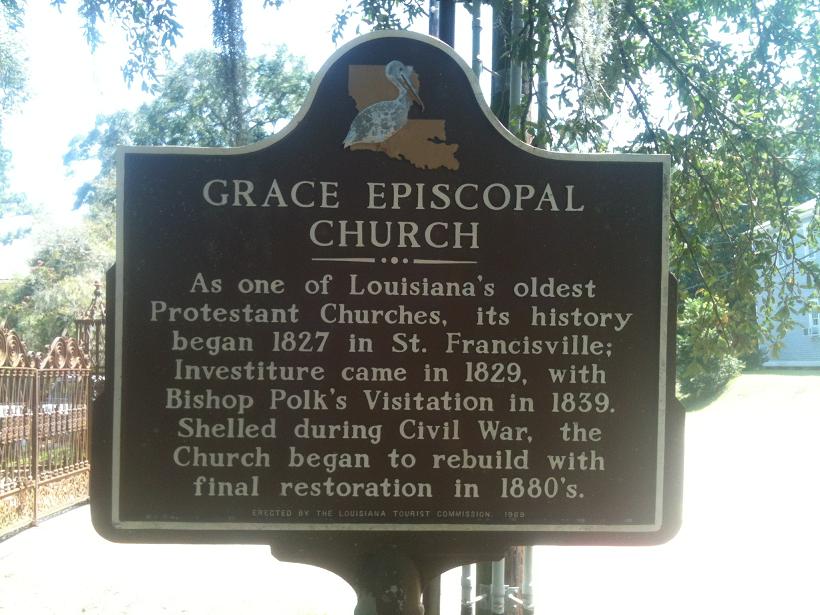 GRACE EPISCOPAL
CHURCH
As one of Louisiana's oldest
Protestant Churches, its history
began 1827 in St. Francisville;
Investiture came in 1829, with
Bishop Polk's Visitation in 1839.
Shelled during Civil War, the
Church began to rebuild with
final restoration in 1880's.
ERECTED BY THE LOUISIANA TOURIST COMMISSION, 1969